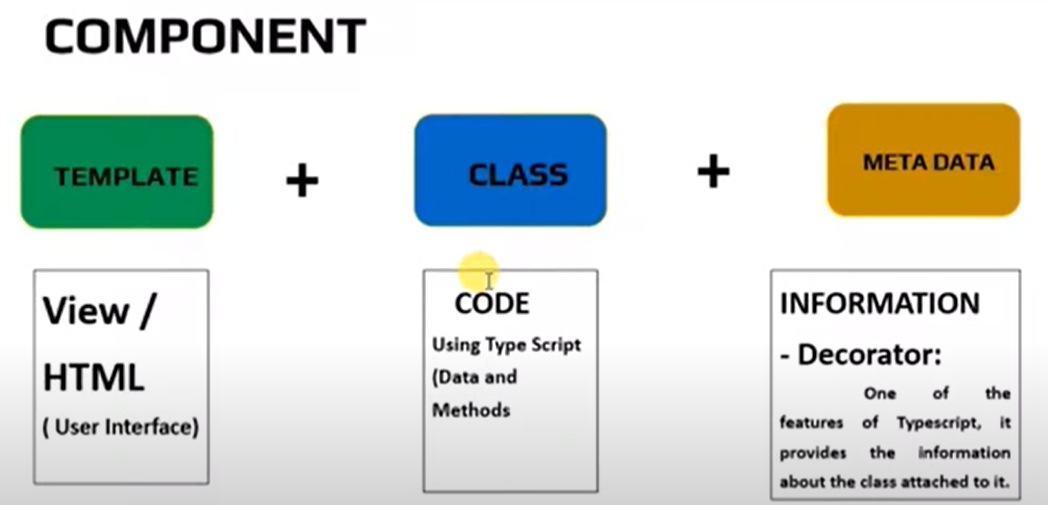 COMPONENT
TEMPLATE + CLASS + META DATA
View /
HTML
( User Interface)
CODE
Using Type Script
(Data and
Methods
INFORMATION
- Decorator:
One of the
features of Typescript, it
provides the information
about the class attached to it.